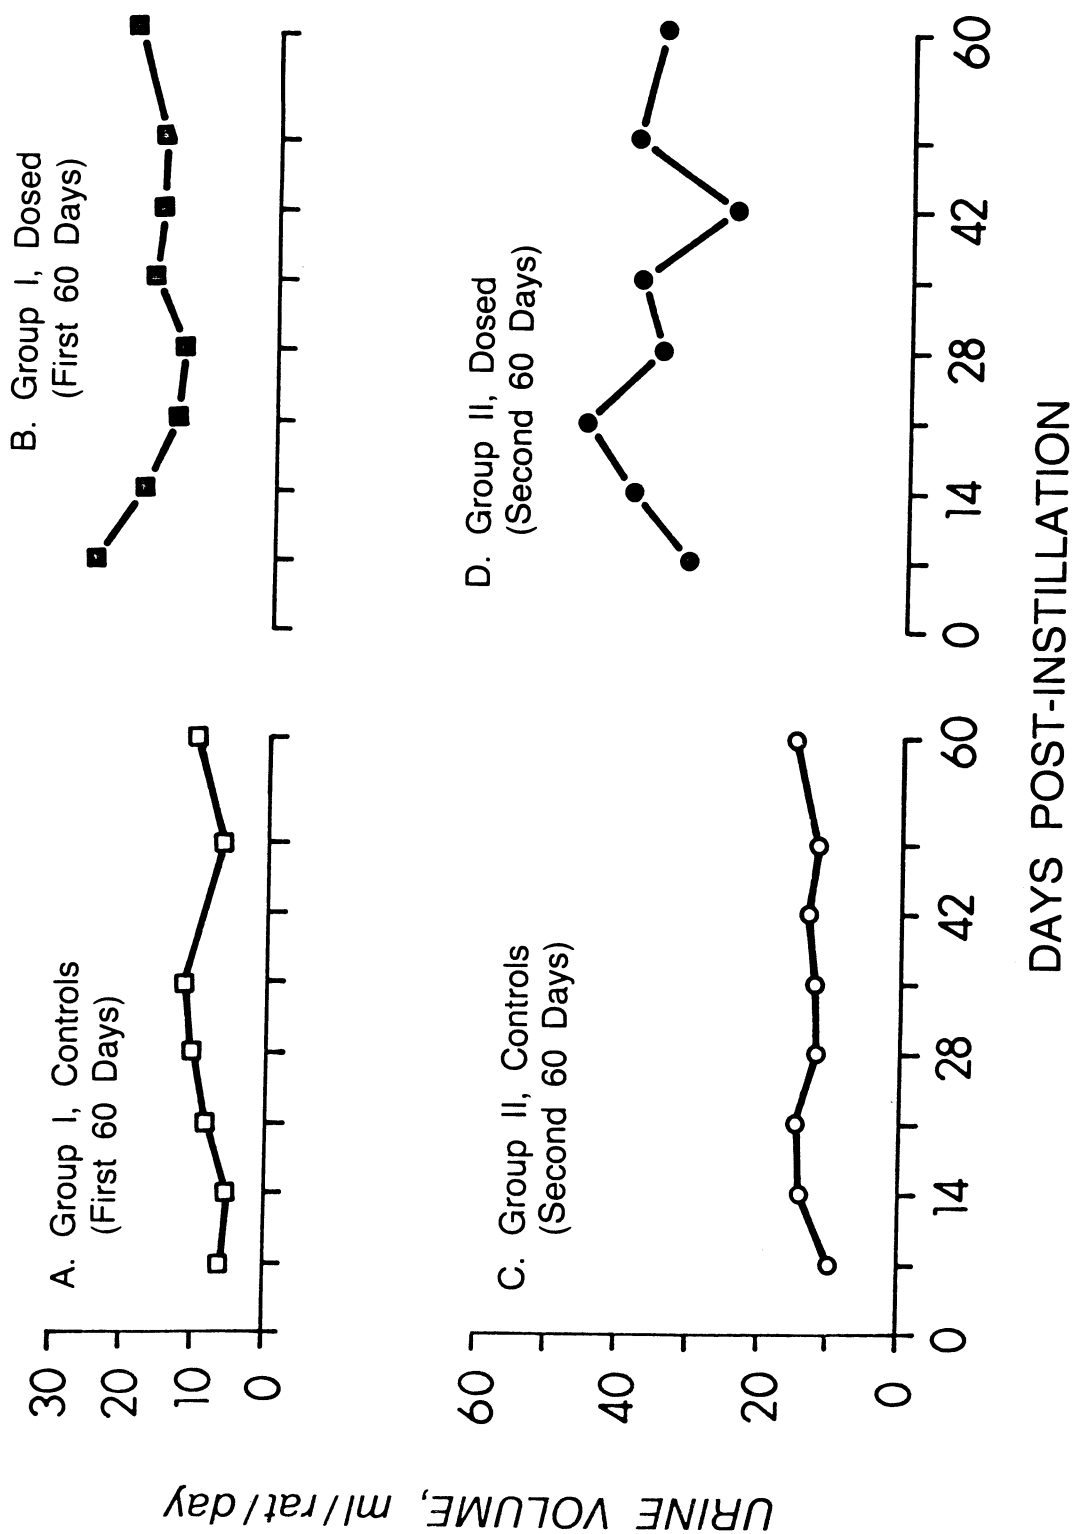 URINE VOLUME, ml/rat/day
A. Group I, Controls
(First 60 Days)
30
20
10
0
B. Group I, Dosed
(First 60 Days)
C. Group II, Controls
(Second 60 Days)
60
40
20
0
0 14 28 42 60
D. Group II, Dosed
(Second 60 Days)
0 14 28 42 60
DAYS POST-INSTILLATION